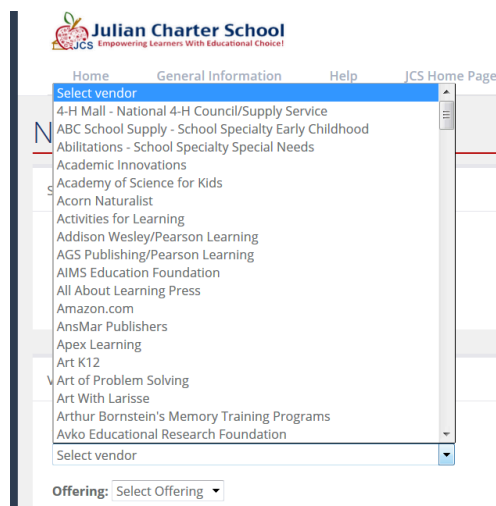 Julian Charter School
JCS Empowering Learners With Educational Choice!
Home General Information Help JCS Home Page
Select vendor
4-H Mall - National 4-H Council/Supply Service
ABC School Supply - School Specialty Early Childhood
Abilitations - School Specialty Special Needs
Academic Innovations
Academy of Science for Kids
Acorn Naturalist
Activities for Learning
Addison Wesley/Pearson Learning
AGS Publishing/Pearson Learning
AIMS Education Foundation
All About Learning Press
Amazon.com
AnsMar Publishers
Apex Learning
Art K12
Art of Problem Solving
Art With Larisse
Arthur Bornstein's Memory Training Programs
Avko Educational Research Foundation
Select vendor
Offering: Select Offering